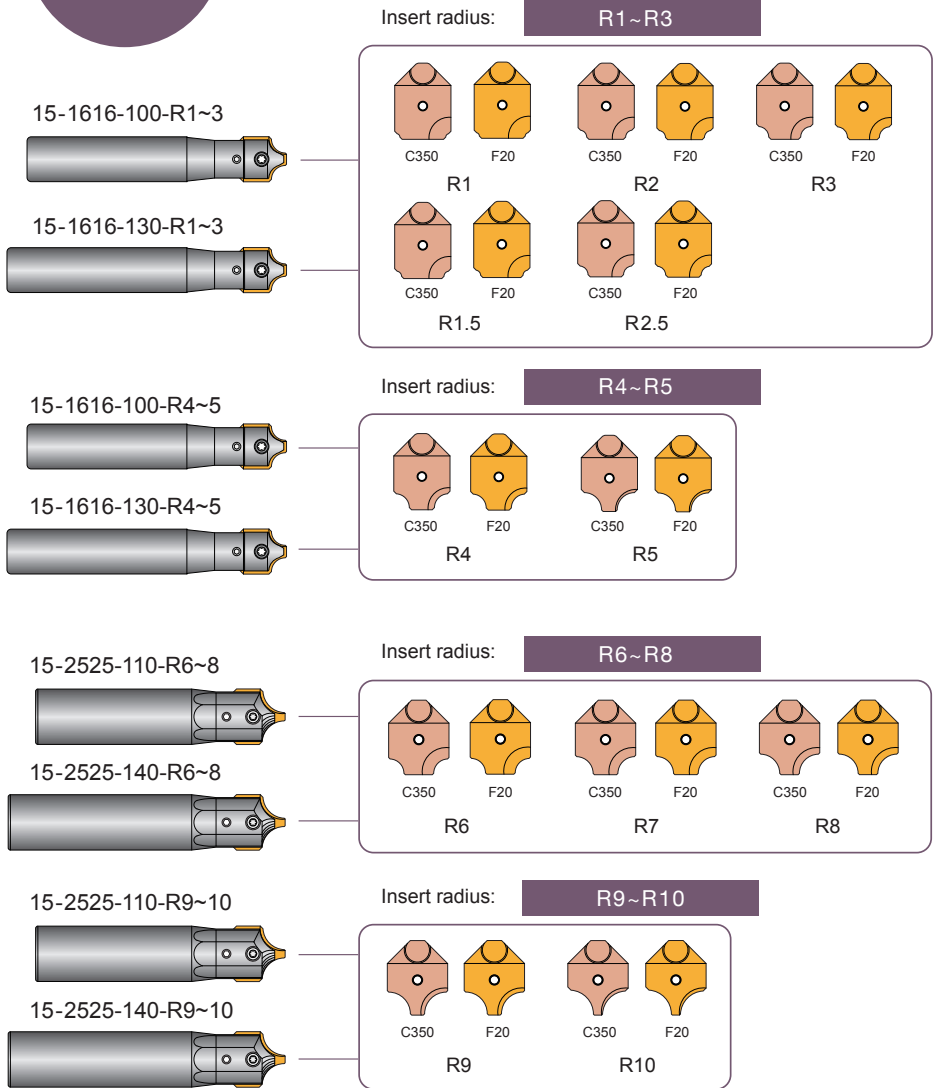 Insert radius: R1~R3
15-1616-100-R1~3
C350 F20 C350 F20 C350 F20
R1 R2 R3
15-1616-130-R1~3
C350 F20 C350 F20
R1.5 R2.5
Insert radius: R4~R5
15-1616-100-R4~5
15-1616-130-R4~5
C350 F20 C350 F20
R4 R5
Insert radius: R6~R8
15-2525-110-R6~8
15-2525-140-R6~8
C350 F20 C350 F20 C350 F20
R6 R7 R8
Insert radius: R9~R10
15-2525-110-R9~10
15-2525-140-R9~10
C350 F20 C350 F20
R9 R10